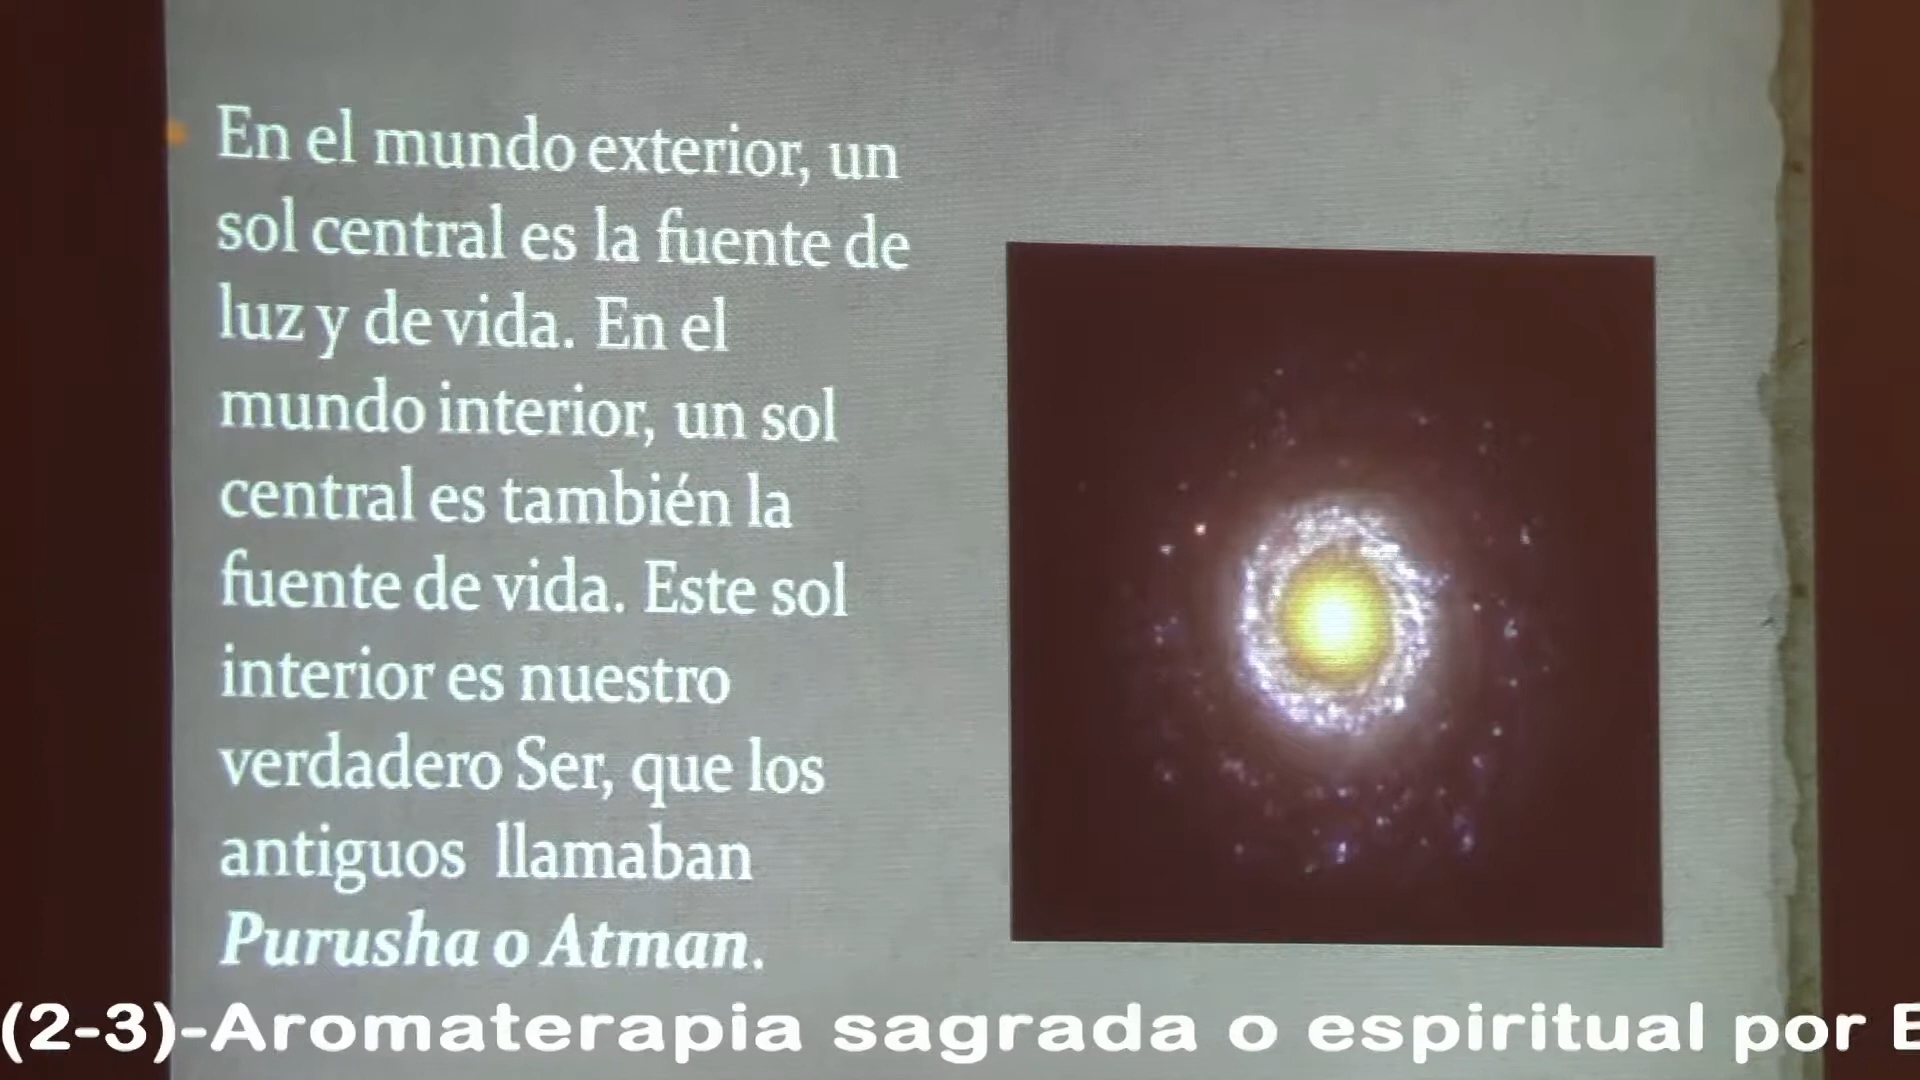 En el mundo exterior, un
sol central es la fuente de
luz y de vida. En el
mundo interior, un sol
central es también la
fuente de vida. Este sol
interior es nuestro
verdadero Ser, que los
antiguos llamaban
Purusha o Atman.
(2-3)-Aromaterapia sagrada o espiritual por E